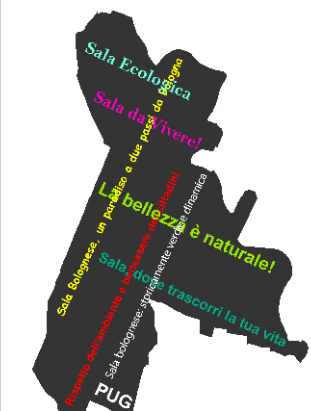 Sala Ecologica
Sala da Vivere!
Sala Bolognese, un paradiso a due passi da Bologna
La bellezza è naturale!
Rispetto dell'ambiente e benessere dei cittadini
Sala bolognese: storicamente verde e dinamica
Sala, dove trascorri la tua vita
PUG